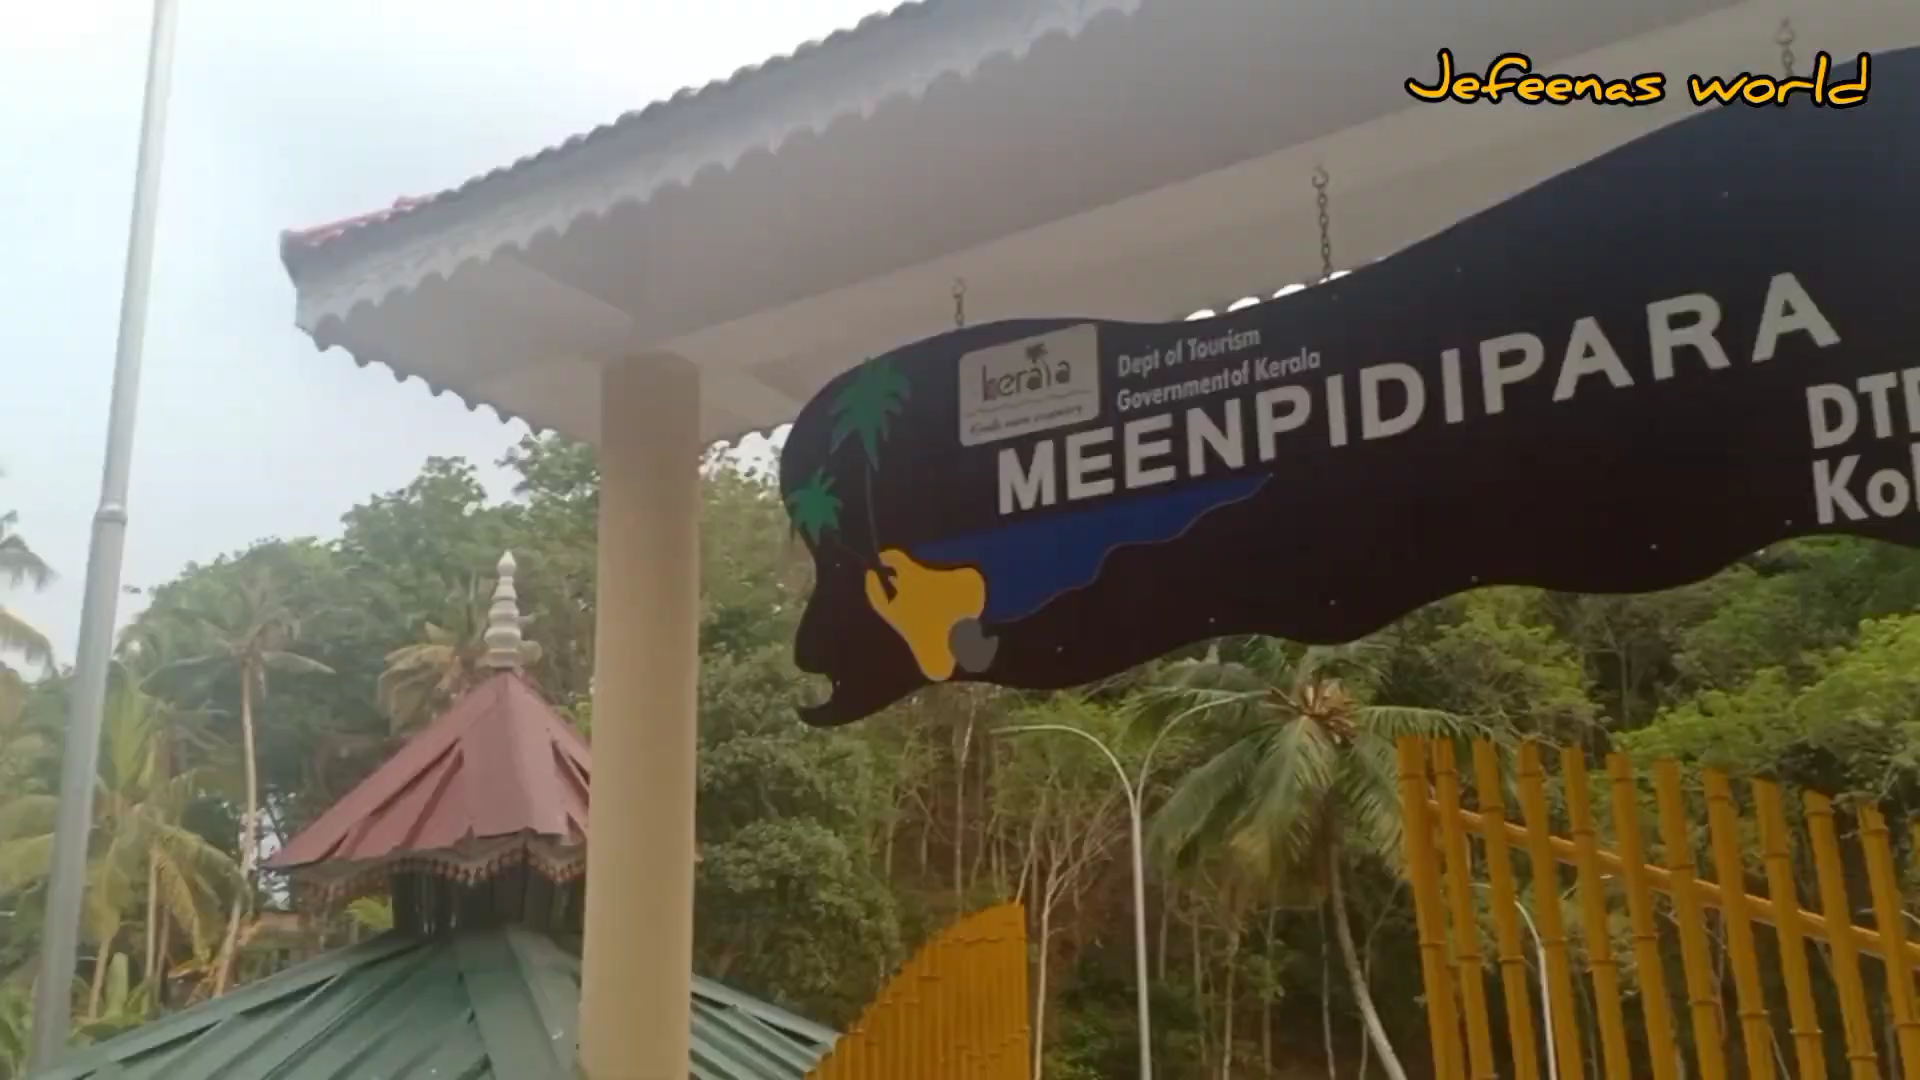 Jefeenas world
kerala
Dept of Tourism
Government of Kerala
MEENPIDIPARA